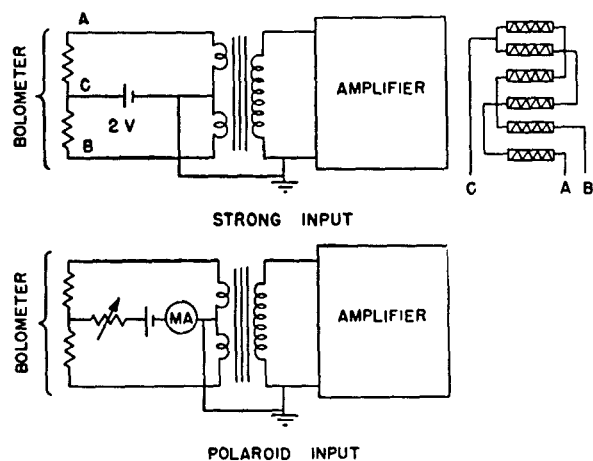 A
BOLOMETER
C
2 V
B
AMPLIFIER
C
A B
STRONG INPUT
BOLOMETER
MA
AMPLIFIER
POLAROID INPUT